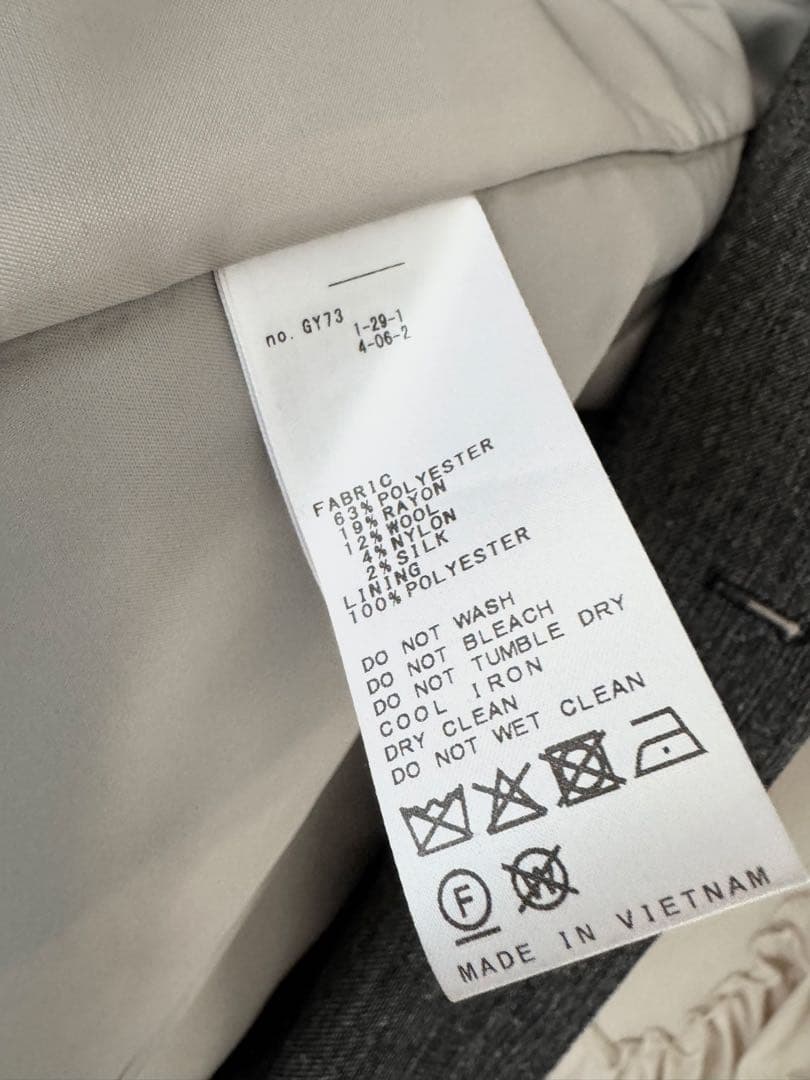 no. GY73
1-29-1
4-06-2
FABRIC
63% POLYESTER
19% RAYON
12% WOOL
4% NYLON
2% SILK
LINING
100% POLYESTER
DO NOT WASH
DO NOT BLEACH
DO NOT TUMBLE DRY
COOL IRON
DRY CLEAN
DO NOT WET CLEAN
F W
MADE IN VIETNAM